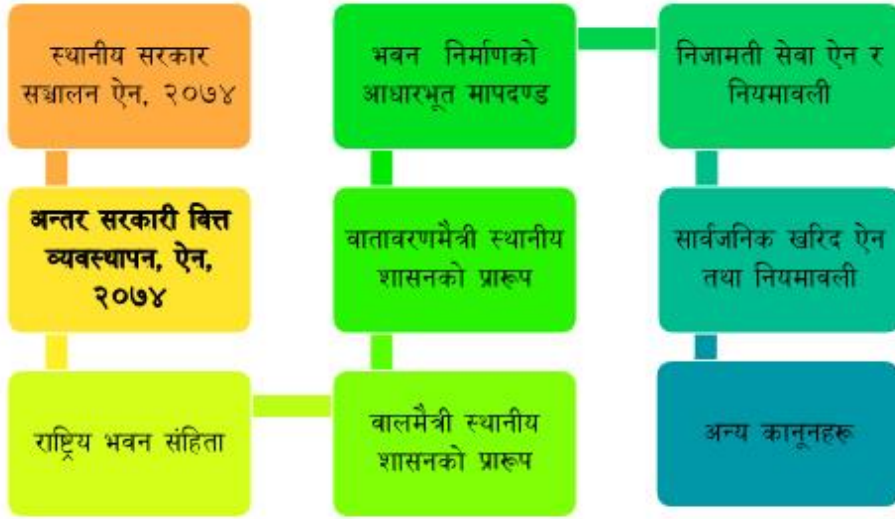 स्थानीय सरकार
सञ्चालन ऐन, २०७४
अन्तर सरकारी वित्त
व्यवस्थापन, ऐन,
२०७४
राष्ट्रिय भवन संहिता
वालमैत्री स्थानीय
शासनको प्रारूप
वातावरणमैत्री स्थानीय
शासनको प्रारूप
भवन निर्माणको
आधारभूत मापदण्ड
निजामती सेवा ऐन र
नियमावली
सार्वजनिक खरिद ऐन
तथा नियमावली
अन्य कानूनहरू